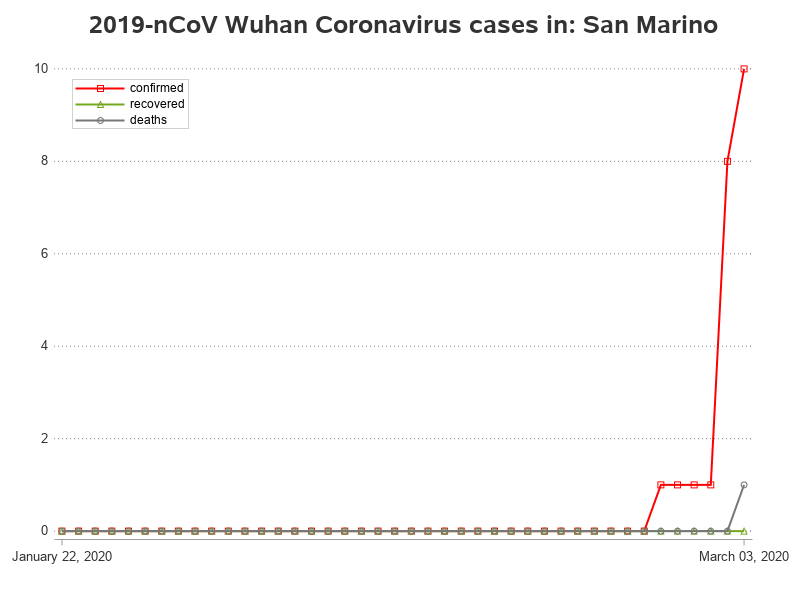 2019-nCoV Wuhan Coronavirus cases in: San Marino
10
confirmed
recovered
deaths
8
6
4
2
0
January 22, 2020
March 03, 2020